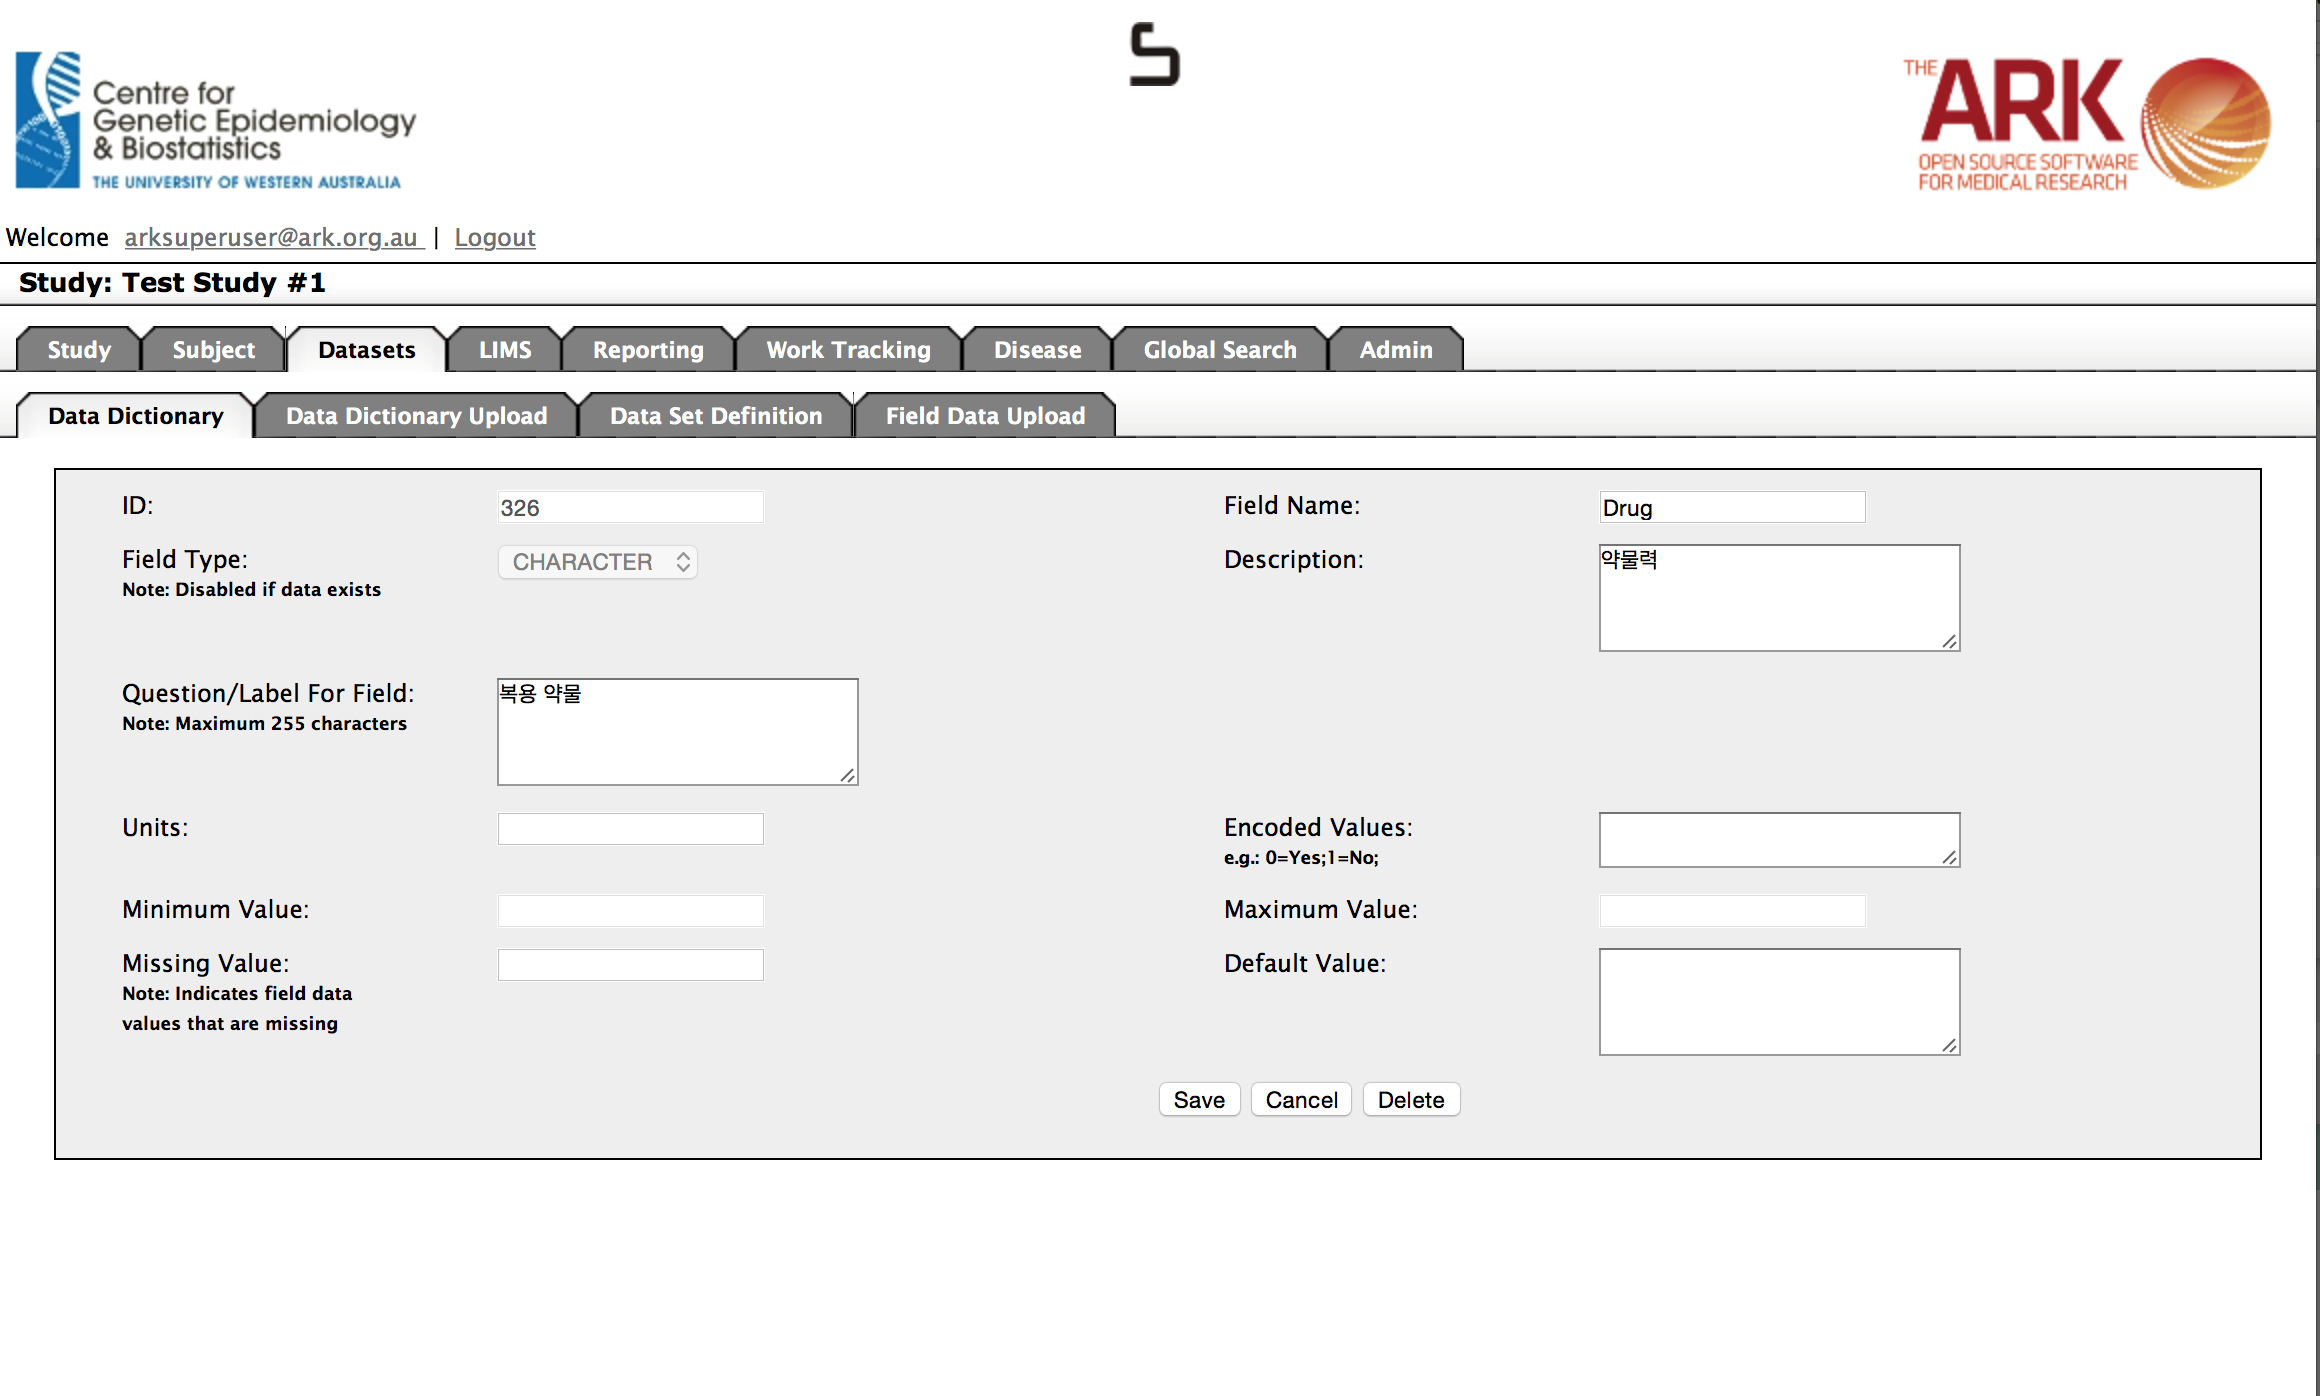 S
Centre for
Genetic Epidemiology
& Biostatistics
THE UNIVERSITY OF WESTERN AUSTRALIA
THE ARK
OPEN SOURCE SOFTWARE
FOR MEDICAL RESEARCH
Welcome arksuperuser@ark.org.au | Logout
Study: Test Study #1
Study Subject Datasets LIMS Reporting Work Tracking Disease Global Search Admin
Data Dictionary Data Dictionary Upload Data Set Definition Field Data Upload
ID: 326 Field Name: Drug
Field Type: CHARACTER Description: 약물력
Note: Disabled if data exists
Question/Label For Field: 복용 약물
Note: Maximum 255 characters
Units: Encoded Values:
e.g.: 0=Yes;1=No;
Minimum Value: Maximum Value:
Missing Value: Default Value:
Note: Indicates field data
values that are missing
Save Cancel Delete